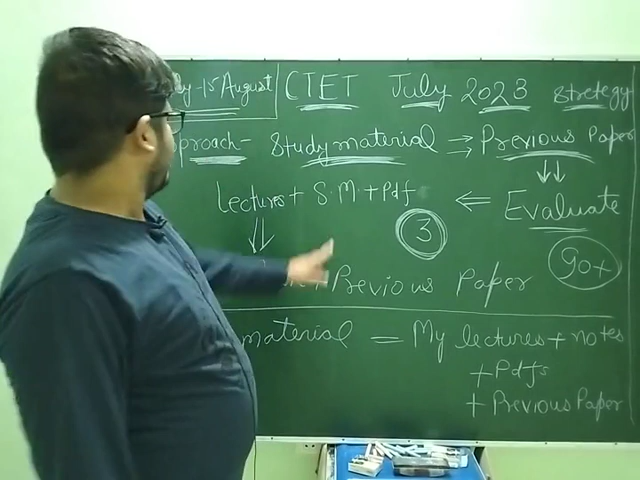 15 August CTET July 2023 Stretegy
proach - Study material → Previous Paper
Lectures + S.M. + Pdf ⇐ Evaluate
3
90+
+ Previous Paper
material = My lectures + notes
+ Pdfs
+ Previous Paper